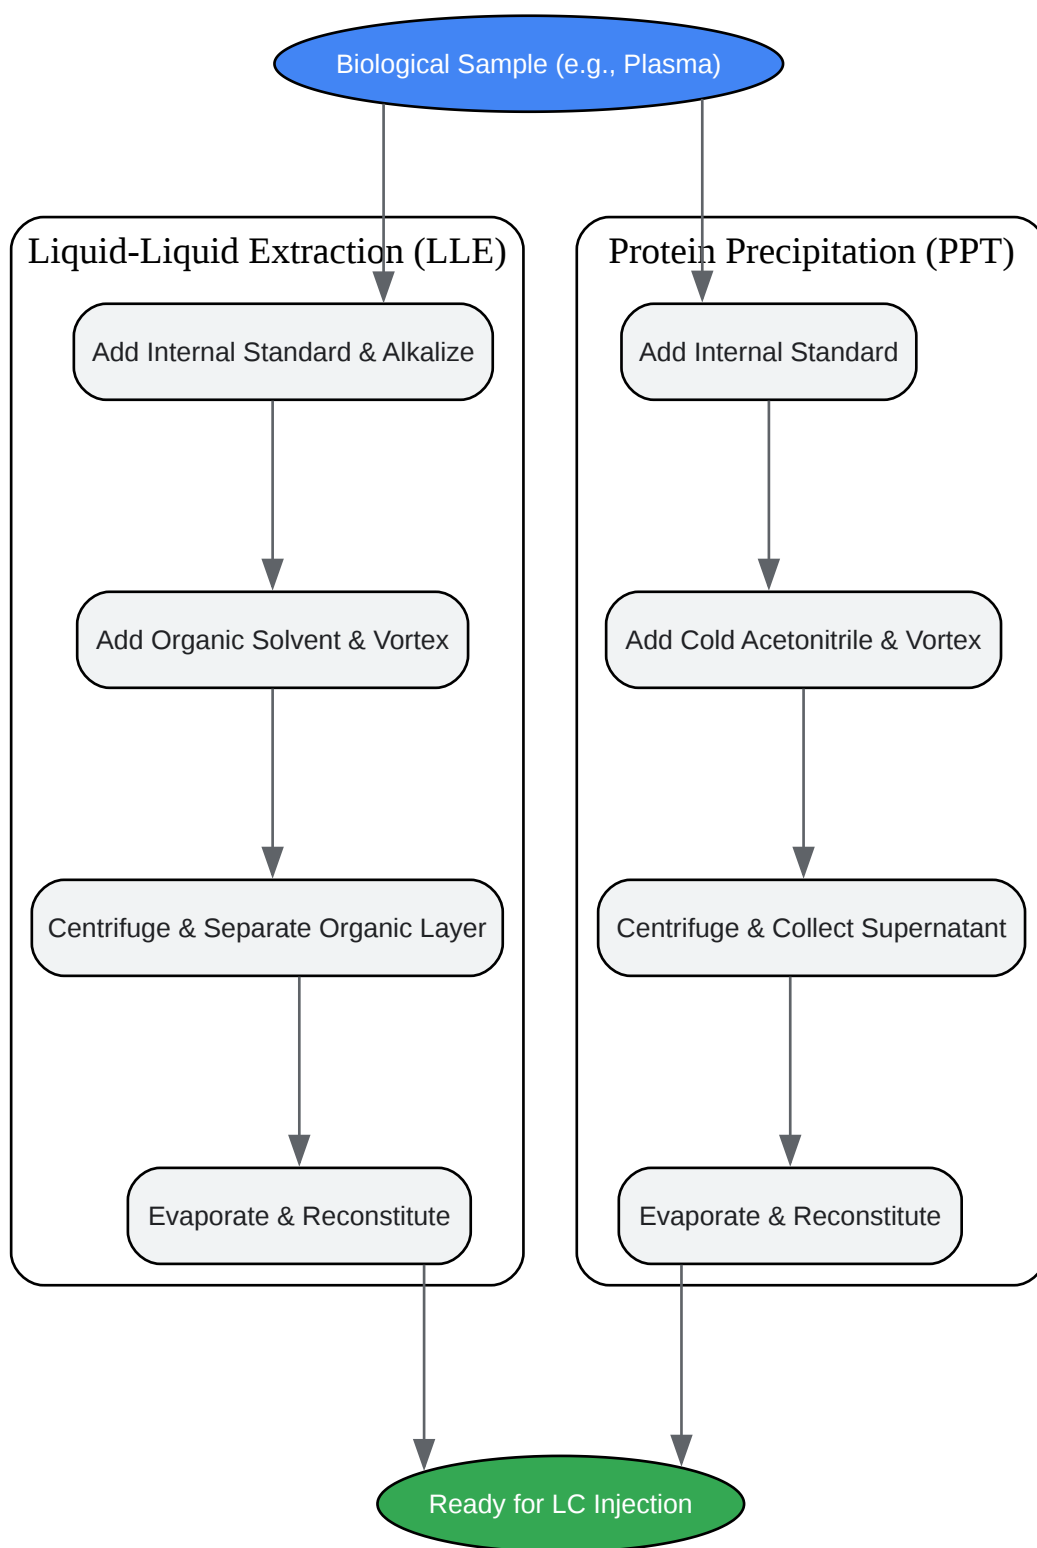 Biological Sample (e.g., Plasma)
Liquid-Liquid Extraction (LLE)
Add Internal Standard & Alkalize
Add Organic Solvent & Vortex
Centrifuge & Separate Organic Layer
Evaporate & Reconstitute
Protein Precipitation (PPT)
Add Internal Standard
Add Cold Acetonitrile & Vortex
Centrifuge & Collect Supernatant
Evaporate & Reconstitute
Ready for LC Injection